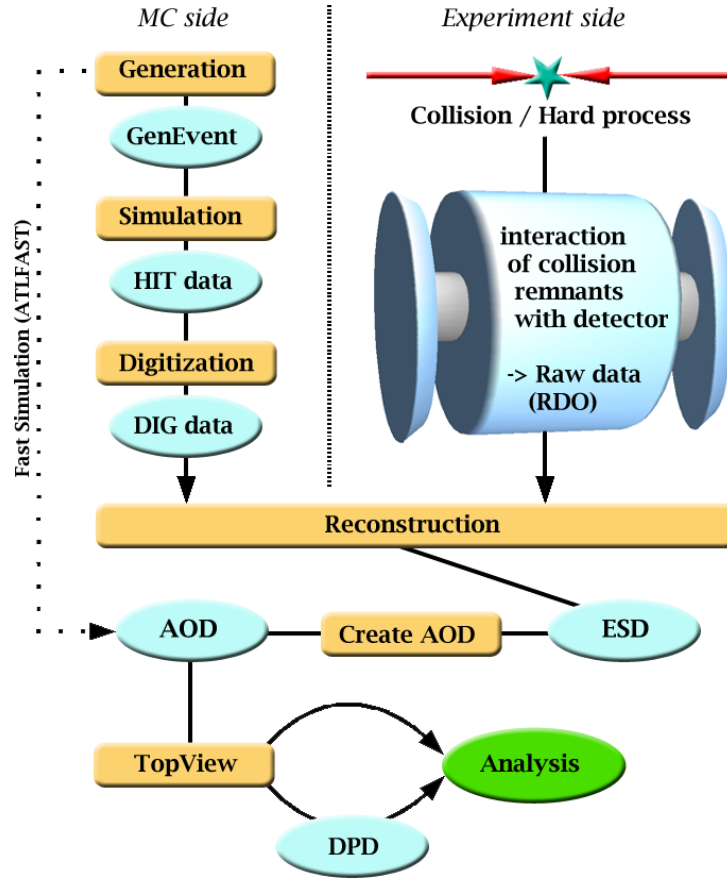 MC side
Experiment side
Generation
GenEvent
Simulation
HIT data
Digitization
DIG data
Fast Simulation (ATLFAST)
Collision / Hard process
interaction
of collision
remnants
with detector
-> Raw data
(RDO)
Reconstruction
AOD
Create AOD
ESD
TopView
Analysis
DPD